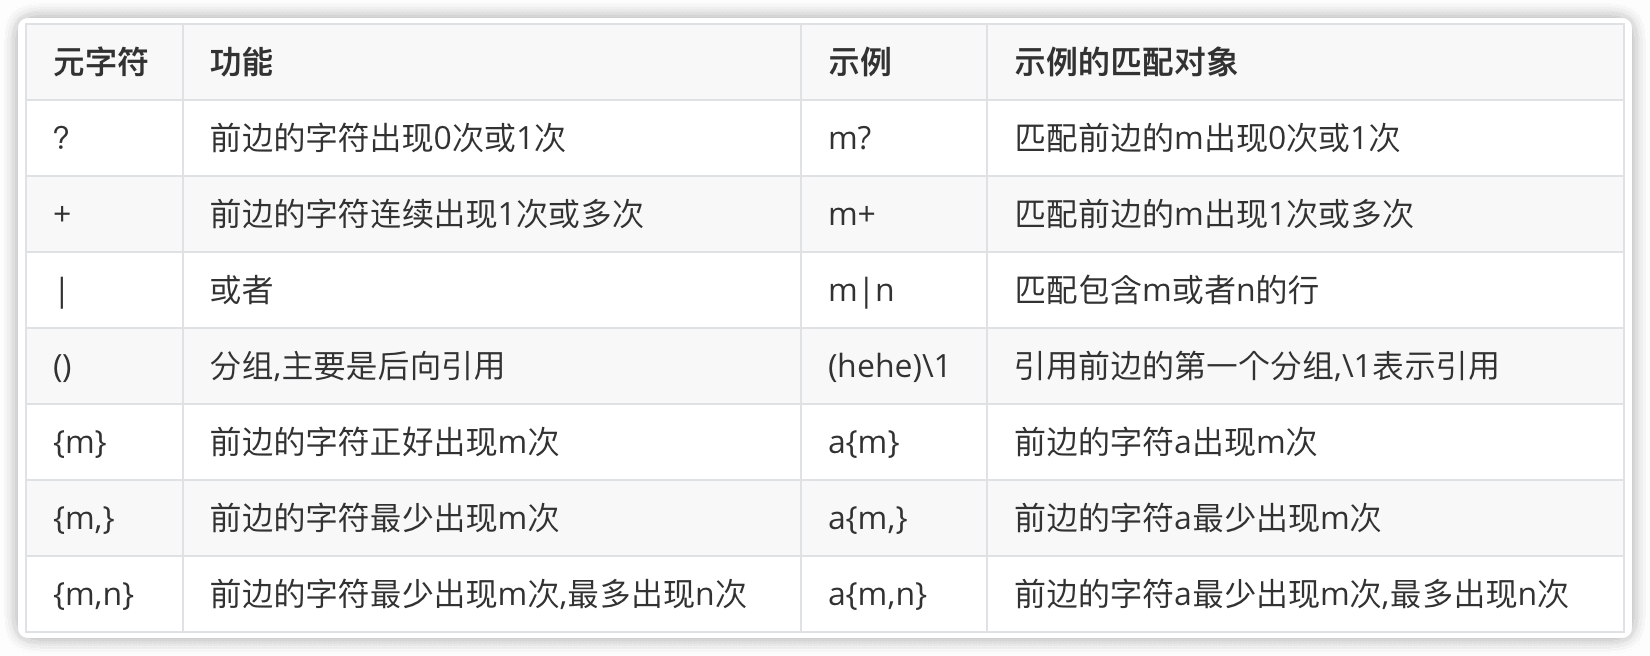 元字符 功能 示例 示例的匹配对象
? 前边的字符出现0次或1次 m? 匹配前边的m出现0次或1次
+ 前边的字符连续出现1次或多次 m+ 匹配前边的m出现1次或多次
| 或者 m|n 匹配包含m或者n的行
() 分组,主要是后向引用 (hehe)\1 引用前边的第一个分组,\1表示引用
{m} 前边的字符正好出现m次 a{m} 前边的字符a出现m次
{m,} 前边的字符最少出现m次 a{m,} 前边的字符a最少出现m次
{m,n} 前边的字符最少出现m次,最多出现n次 a{m,n} 前边的字符a最少出现m次,最多出现n次